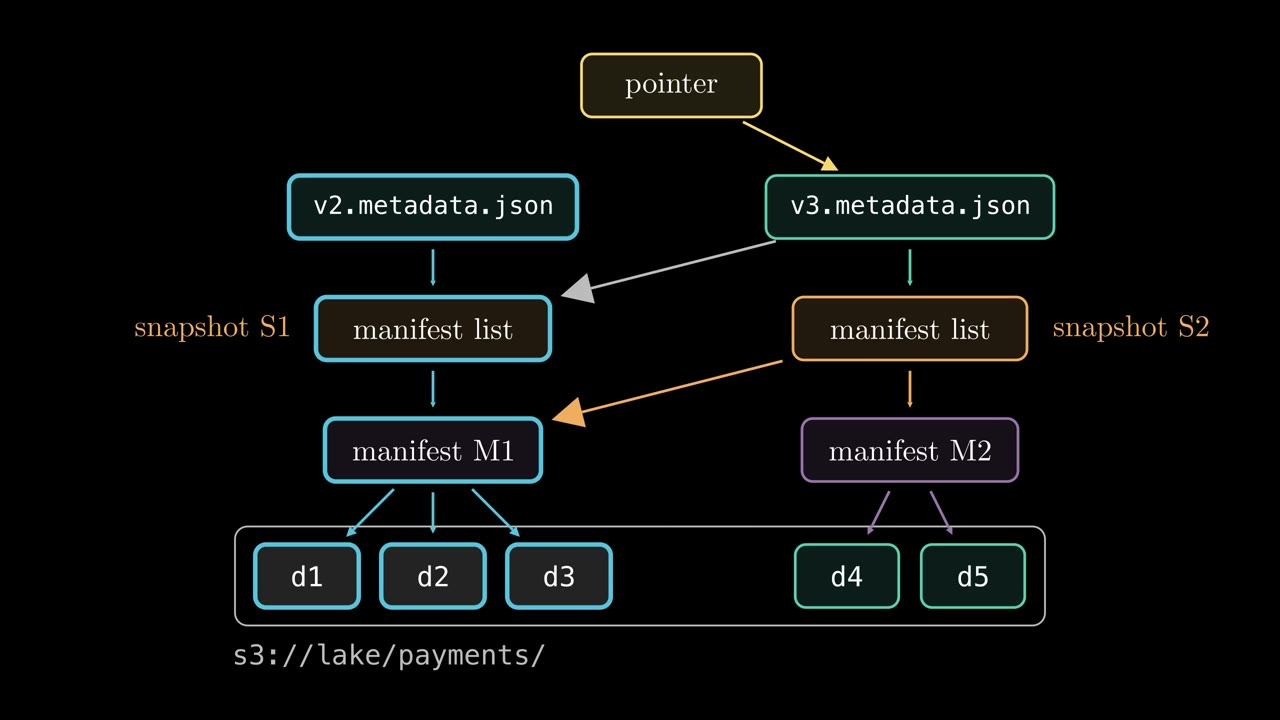 pointer
v2.metadata.json
v3.metadata.json
snapshot S1
manifest list
manifest list
snapshot S2
manifest M1
manifest M2
d1
d2
d3
d4
d5
s3://lake/payments/